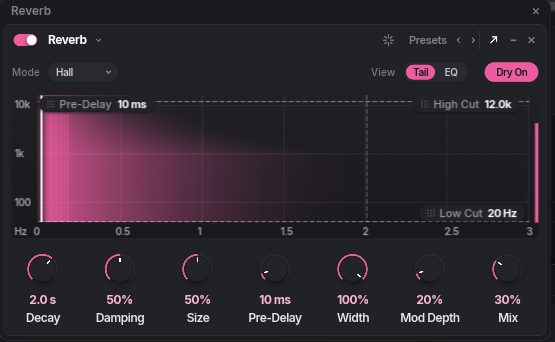 Reverb
Reverb Presets
Mode Hall View Tail EQ Dry On
10k Pre-Delay 10 ms High Cut 12.0k
1k
100 Low Cut 20 Hz
Hz 0 0.5 1 1.5 2 2.5 3
2.0 s 50% 50% 10 ms 100% 20% 30%
Decay Damping Size Pre-Delay Width Mod Depth Mix